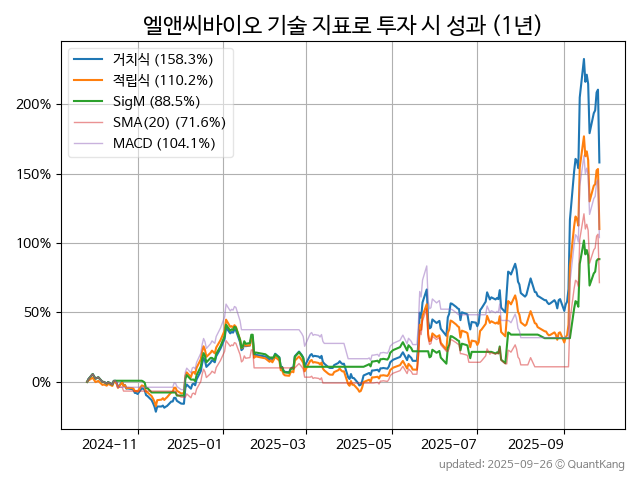 엘앤씨바이오 기술 지표로 투자 시 성과 (1년)
거치식 (158.3%)
적립식 (110.2%)
SigM (88.5%)
SMA(20) (71.6%)
MACD (104.1%)
200%
150%
100%
50%
0%
2024-11 2025-01 2025-03 2025-05 2025-07 2025-09
updated: 2025-09-26 © QuantKang